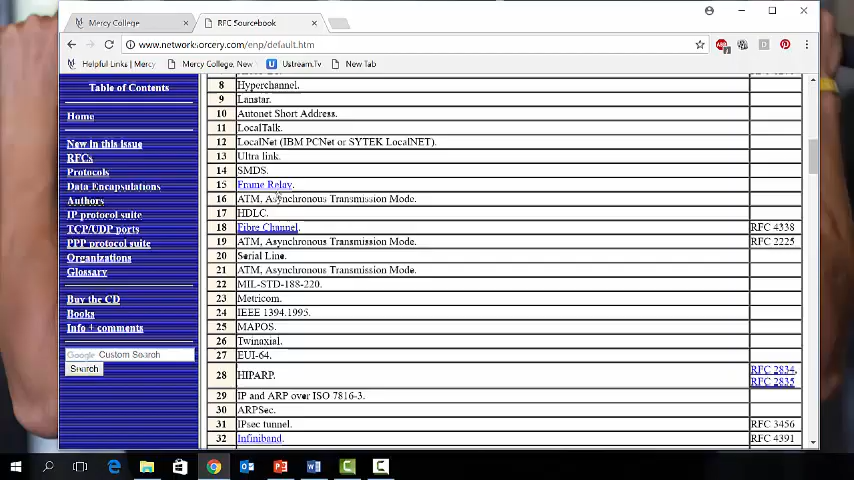 Mercy College
RFC Sourcebook
www.networksorcery.com/enp/default.htm
Helpful Links | Mercy
Mercy College, New
Ustream.Tv
New Tab
Table of Contents
Home
New in this issue
RFCs
Protocols
Data Encapsulations
Authors
IP protocol suite
TCP/UDP ports
PPP protocol suite
Organizations
Glossary
Buy the CD
Books
Info + comments
Google Custom Search
Search
8 Hyperchannel.
9 Lanstar.
10 Autonet Short Address.
11 LocalTalk.
12 LocalNet (IBM PCNet or SYTEK LocalNET).
13 Ultra link.
14 SMDS.
15 Frame Relay.
16 ATM, Asynchronous Transmission Mode.
17 HDLC.
18 Fibre Channel. RFC 4338
19 ATM, Asynchronous Transmission Mode. RFC 2225
20 Serial Line.
21 ATM, Asynchronous Transmission Mode.
22 MIL-STD-188-220.
23 Metricom.
24 IEEE 1394.1995.
25 MAPOS.
26 Twinaxial.
27 EUI-64.
28 HIPARP. RFC 2834,
RFC 2835
29 IP and ARP over ISO 7816-3.
30 ARPSec.
31 IPsec tunnel. RFC 3456
32 Infiniband. RFC 4391